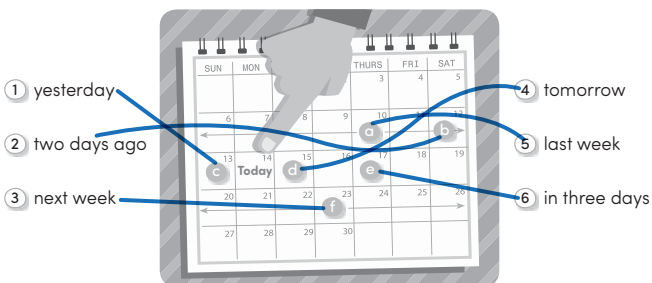 SUN MON THURS FRI SAT
3 4 5
6 7 8 9 10 12
a b
13 14 15 16 17 18 19
c Today d e
20 21 22 23 24 25 26
f
27 28 29 30
1 yesterday
2 two days ago
3 next week
4 tomorrow
5 last week
6 in three days